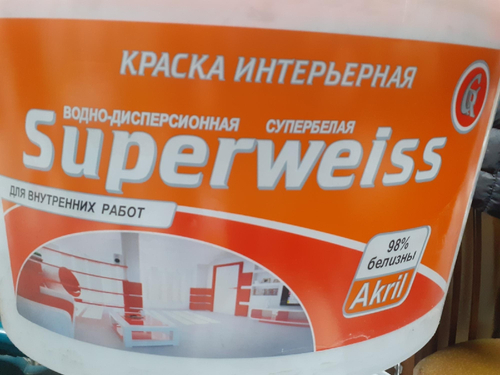 КРАСКА ИНТЕРЬЕРНАЯ
ВОДНО-ДИСПЕРСИОННАЯ СУПЕРБЕЛАЯ
Superweiss
ДЛЯ ВНУТРЕННИХ РАБОТ
98%
белизны
Akril